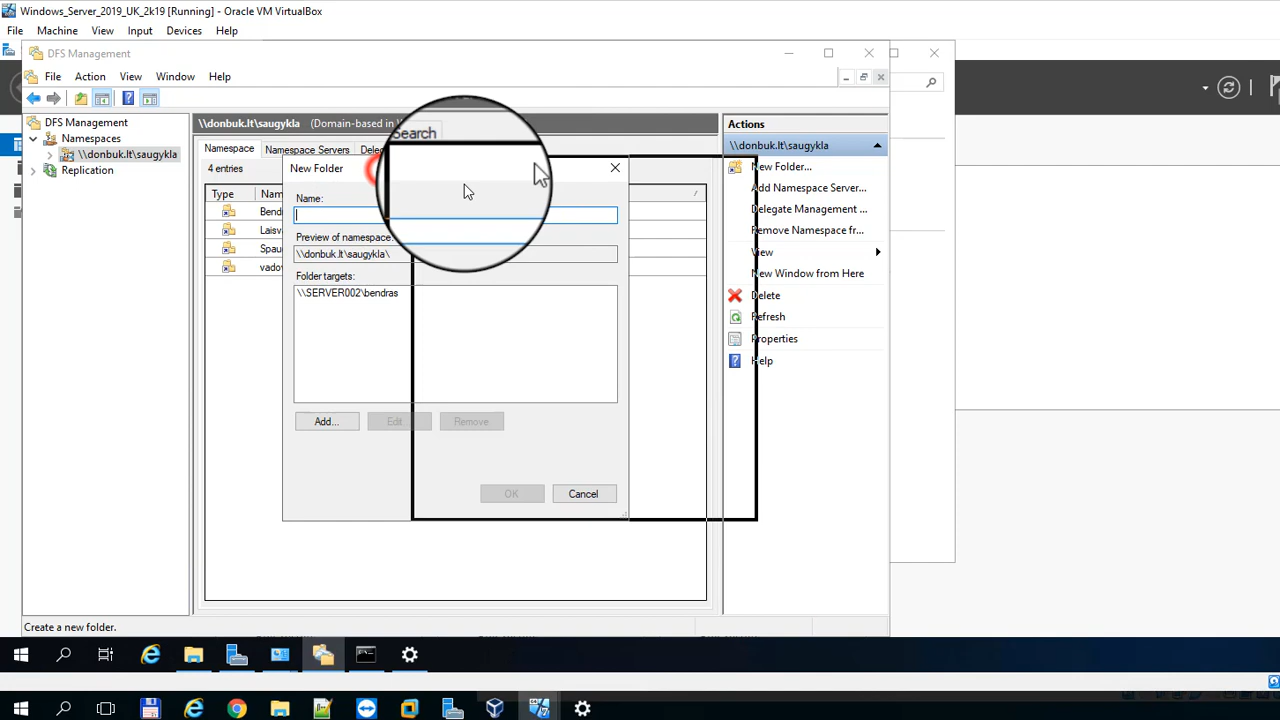 Windows_Server_2019_UK_2k19 [Running] - Oracle VM VirtualBox
File Machine View Input Devices Help
DFS Management
File Action View Window Help
DFS Management
Namespaces
\\donbuk.lt\saugykla
Replication
\\donbuk.lt\saugykla (Domain-based in
Search
Namespace Namespace Servers
4 entries
Type
New Folder
Name:
Preview of namespace:
\\donbuk.lt\saugykla\
Folder targets:
\\SERVER002\bendras
Add... Edit Remove
OK Cancel
Actions
\\donbuk.lt\saugykla
New Folder...
Add Namespace Server...
Delegate Management ...
Remove Namespace fr...
View
New Window from Here
Delete
Refresh
Properties
Help
Create a new folder.